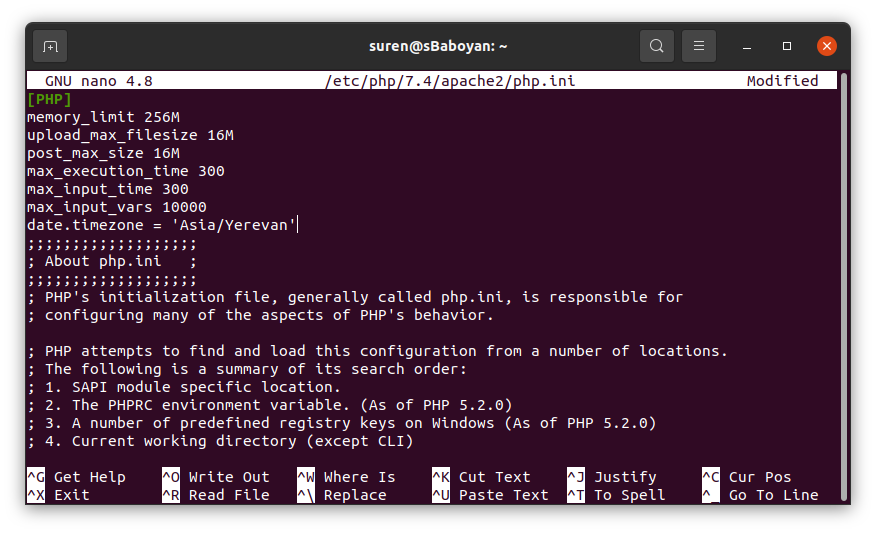 suren@sBaboyan: ~
GNU nano 4.8 /etc/php/7.4/apache2/php.ini Modified
[PHP]
memory_limit 256M
upload_max_filesize 16M
post_max_size 16M
max_execution_time 300
max_input_time 300
max_input_vars 10000
date.timezone = 'Asia/Yerevan'
;;;;;;;;;;;;;;;;;;;
; About php.ini   ;
;;;;;;;;;;;;;;;;;;;
; PHP's initialization file, generally called php.ini, is responsible for
; configuring many of the aspects of PHP's behavior.

; PHP attempts to find and load this configuration from a number of locations.
; The following is a summary of its search order:
; 1. SAPI module specific location.
; 2. The PHPRC environment variable. (As of PHP 5.2.0)
; 3. A number of predefined registry keys on Windows (As of PHP 5.2.0)
; 4. Current working directory (except CLI)

^G Get Help ^O Write Out ^W Where Is ^K Cut Text ^J Justify ^C Cur Pos
^X Exit ^R Read File ^\ Replace ^U Paste Text ^T To Spell ^_ Go To Line